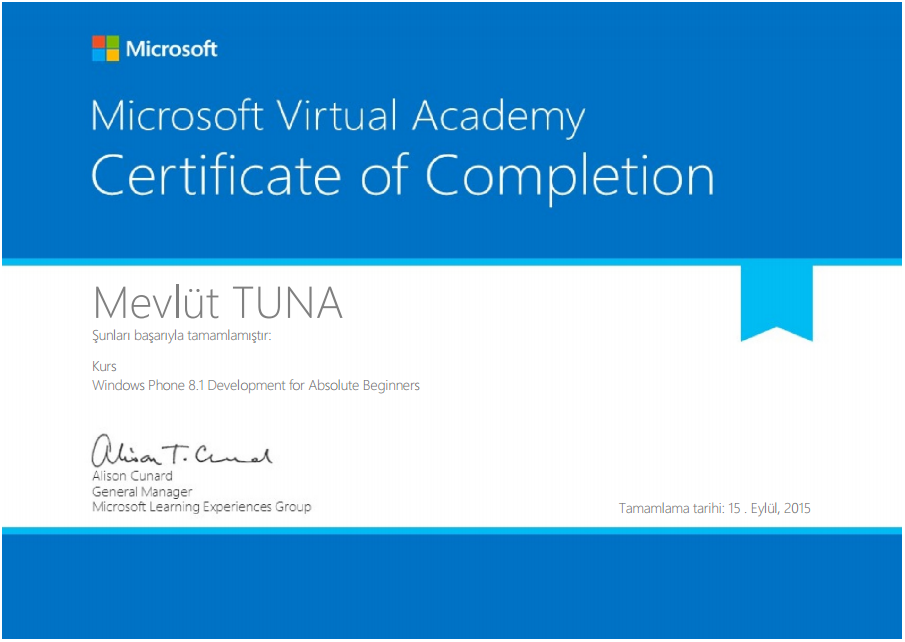 Microsoft
Microsoft Virtual Academy
Certificate of Completion
Mevlüt TUNA
Şunları başarıyla tamamlamıştır:
Kurs
Windows Phone 8.1 Development for Absolute Beginners
Alison T. Cunard
Alison Cunard
General Manager
Microsoft Learning Experiences Group
Tamamlama tarihi: 15 . Eylül, 2015